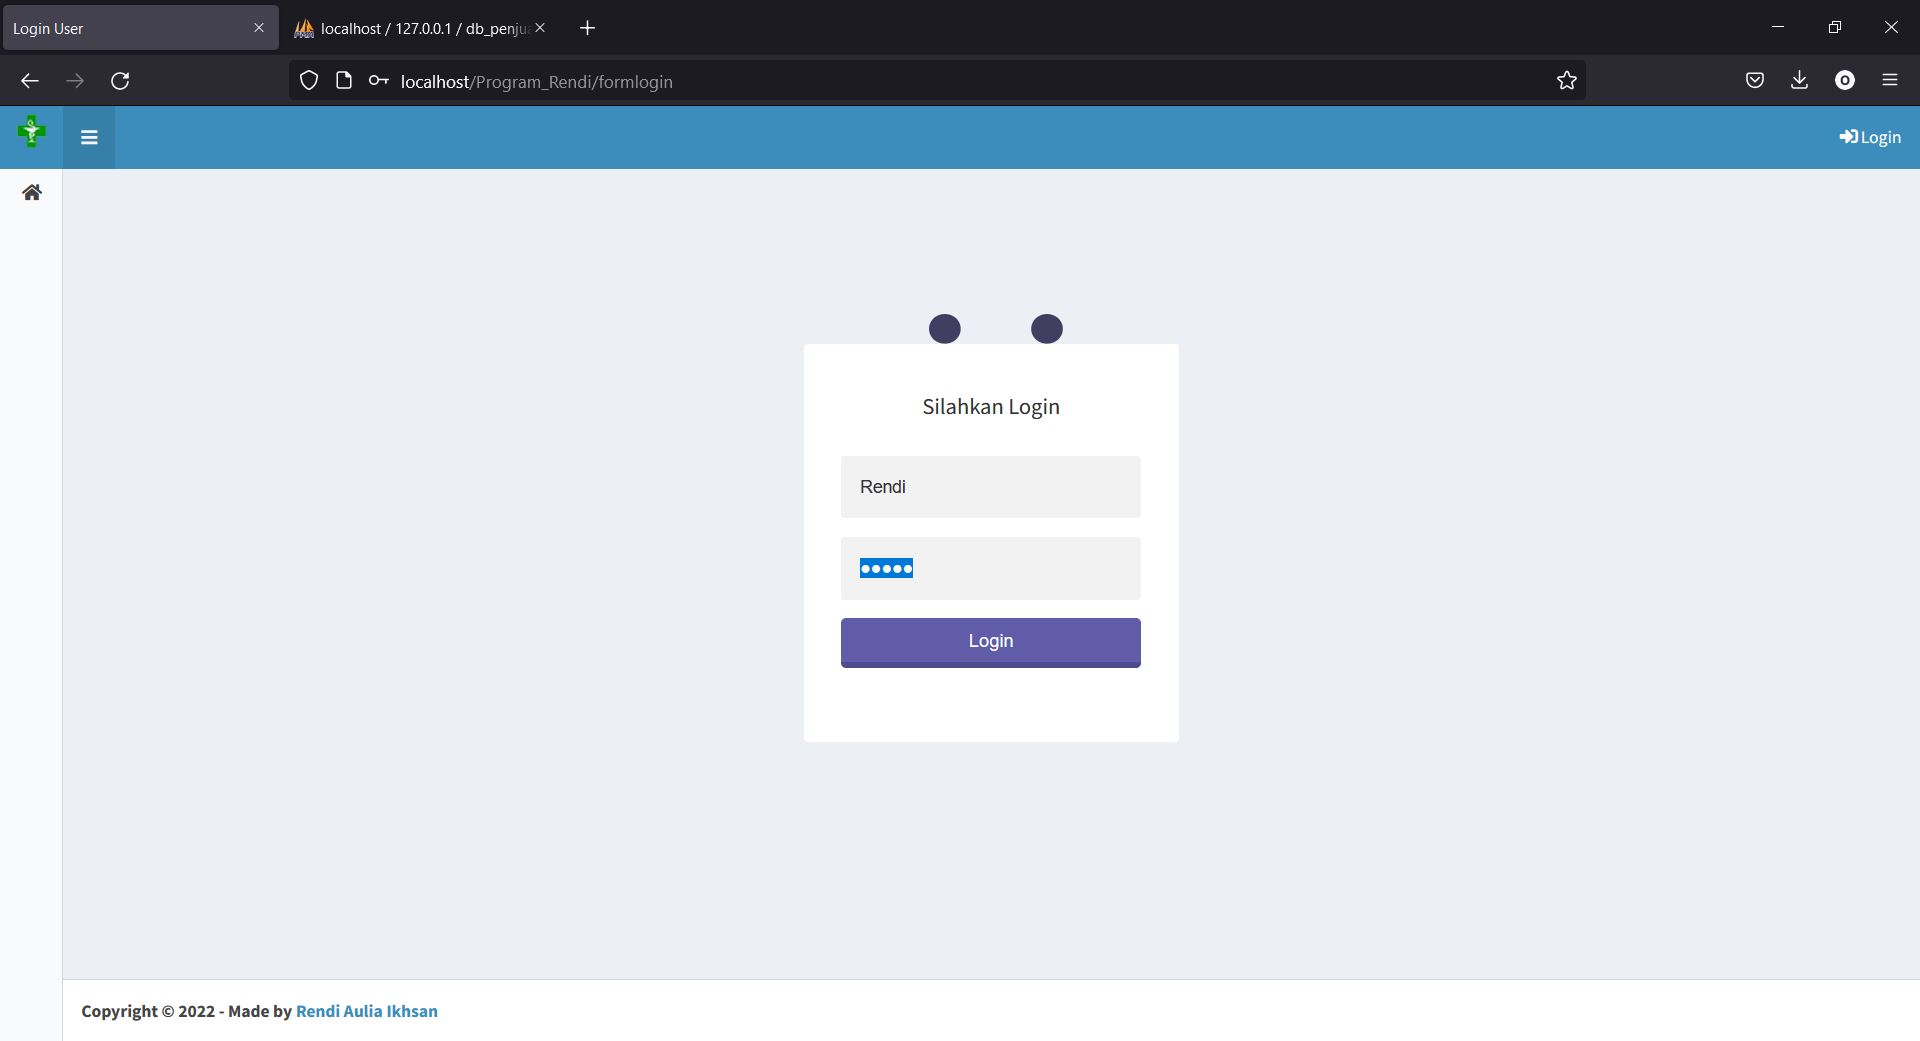 Login User
localhost / 127.0.0.1 / db_penju
localhost/Program_Rendi/formlogin
Login
Silahkan Login
Rendi
Login
Copyright © 2022 - Made by Rendi Aulia Ikhsan